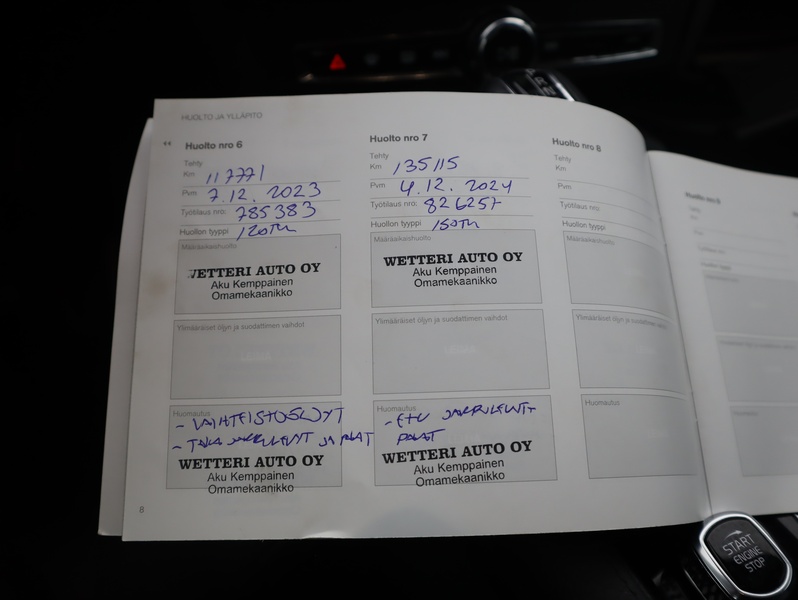 HUOLTO JA YLLÄPITO
Huolto nro 6
Tehty
Km 117771
Pvm 7.12.2023
Työtilaus nro: 785383
Huollon tyyppi 120TKM
Määräaikaishuolto
WETTERI AUTO OY
Aku Kemppainen
Omamekaanikko
Ylimääräiset öljyn ja suodattimen vaihdot
Huomautus
- VAIHTEISTOÖLJYT
- TAKA JARRULEVYT JA PALAT
WETTERI AUTO OY
Aku Kemppainen
Omamekaanikko
8
Huolto nro 7
Tehty
Km 135115
Pvm 4.12.2024
Työtilaus nro: 826257
Huollon tyyppi 150TKM
Määräaikaishuolto
WETTERI AUTO OY
Aku Kemppainen
Omamekaanikko
Ylimääräiset öljyn ja suodattimen vaihdot
Huomautus
- ETU JARRULEVYT
PALAT
WETTERI AUTO OY
Aku Kemppainen
Omamekaanikko
Huolto nro 8
Tehty
Km
Pvm
Työtilaus nro:
Huollon tyyppi
Määräaikaishuolto
Ylimääräiset öljyn ja suodattimen
Huomautus
Huolto nro 9
START
ENGINE
STOP